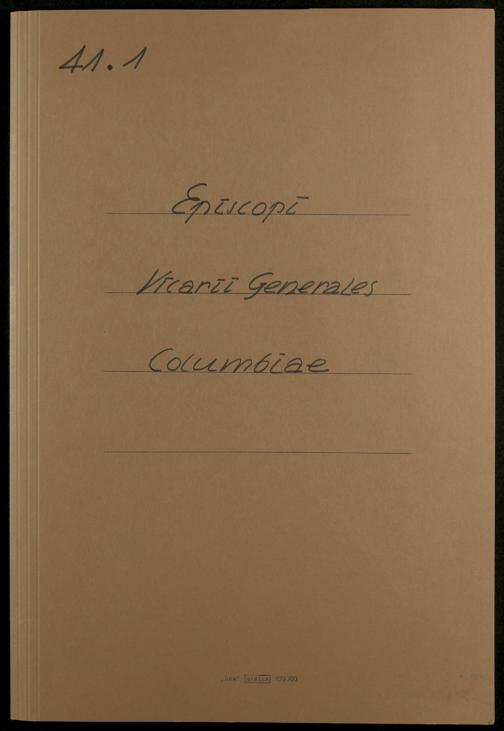 41.1
Episcopi
Vicarii Generales
Columbiae